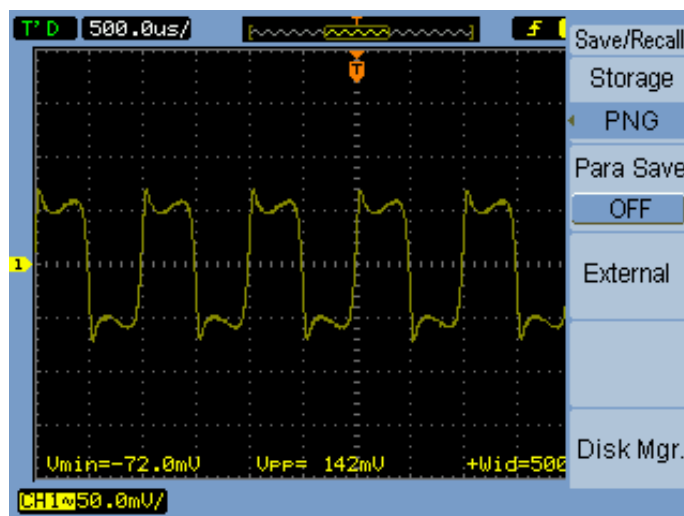 T'D 500.0us/
T
Save/Recall
Storage
PNG
Para Save
OFF
External
Disk Mgr.
T
1
Vmin=-72.0mV Vpp= 142mV +Wid=500
CH1~50.0mV/